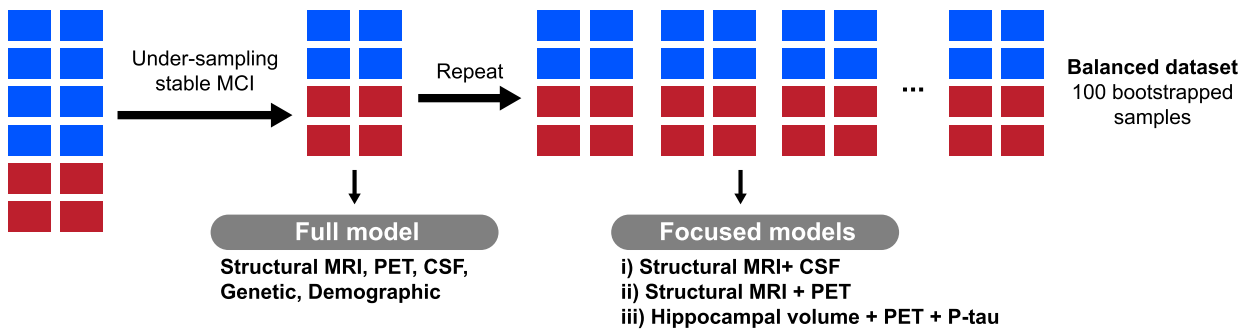 Under-sampling
stable MCI
Repeat
...
Balanced dataset
100 bootstrapped
samples
Full model
Structural MRI, PET, CSF,
Genetic, Demographic
Focused models
i) Structural MRI+ CSF
ii) Structural MRI + PET
iii) Hippocampal volume + PET + P-tau